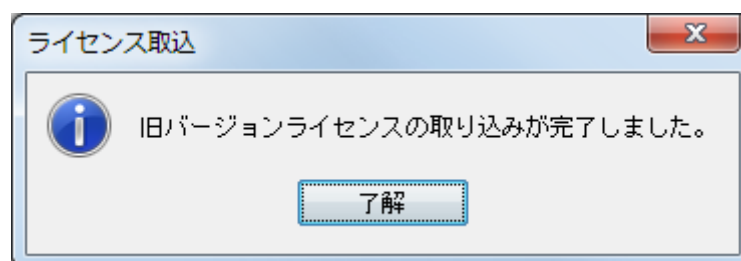 ライセンス取込
旧バージョンライセンスの取り込みが完了しました。
了解